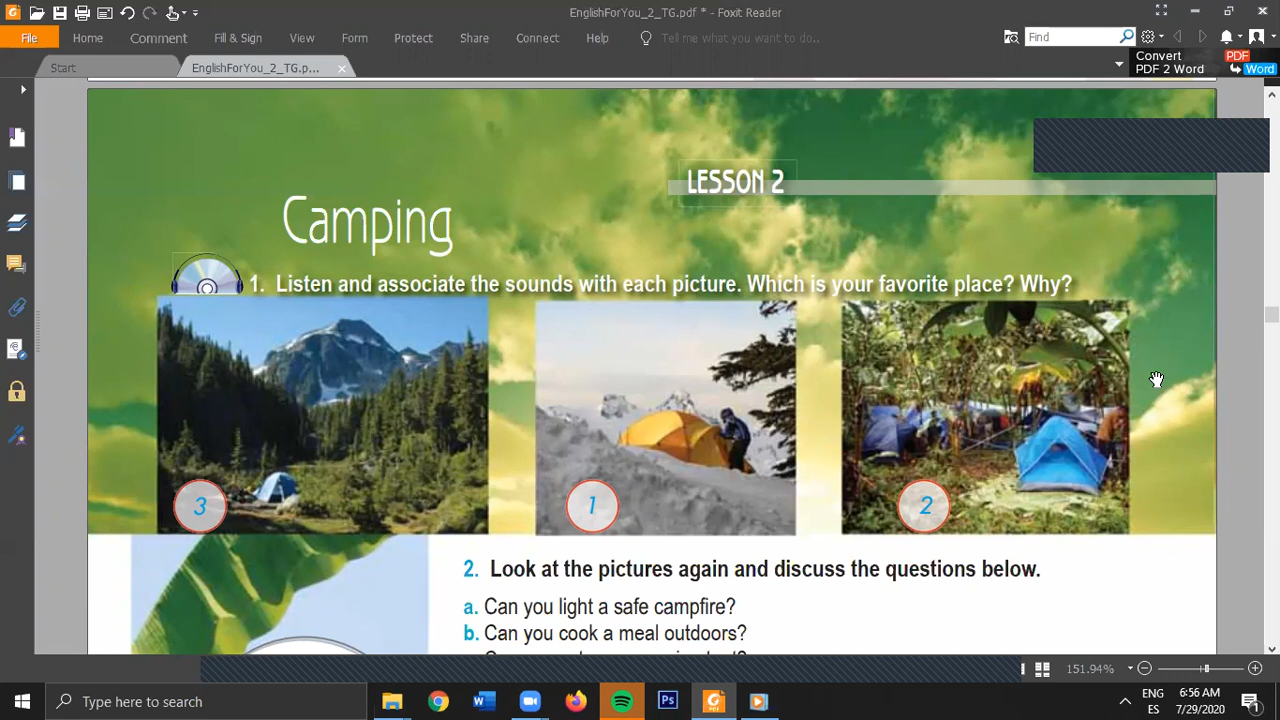 EnglishForYou_2_TG.pdf * - Foxit Reader
File Home Comment Fill & Sign View Form Protect Share Connect Help Tell me what you want to do.. Find
Start EnglishForYou_2_TG.p...
Convert PDF
PDF 2 Word Word
LESSON 2
Camping
1. Listen and associate the sounds with each picture. Which is your favorite place? Why?
3 1 2
2. Look at the pictures again and discuss the questions below.
a. Can you light a safe campfire?
b. Can you cook a meal outdoors?
151.94%
Type here to search
W Ps PDF
ENG 6:56 AM
ES 7/29/2020
1